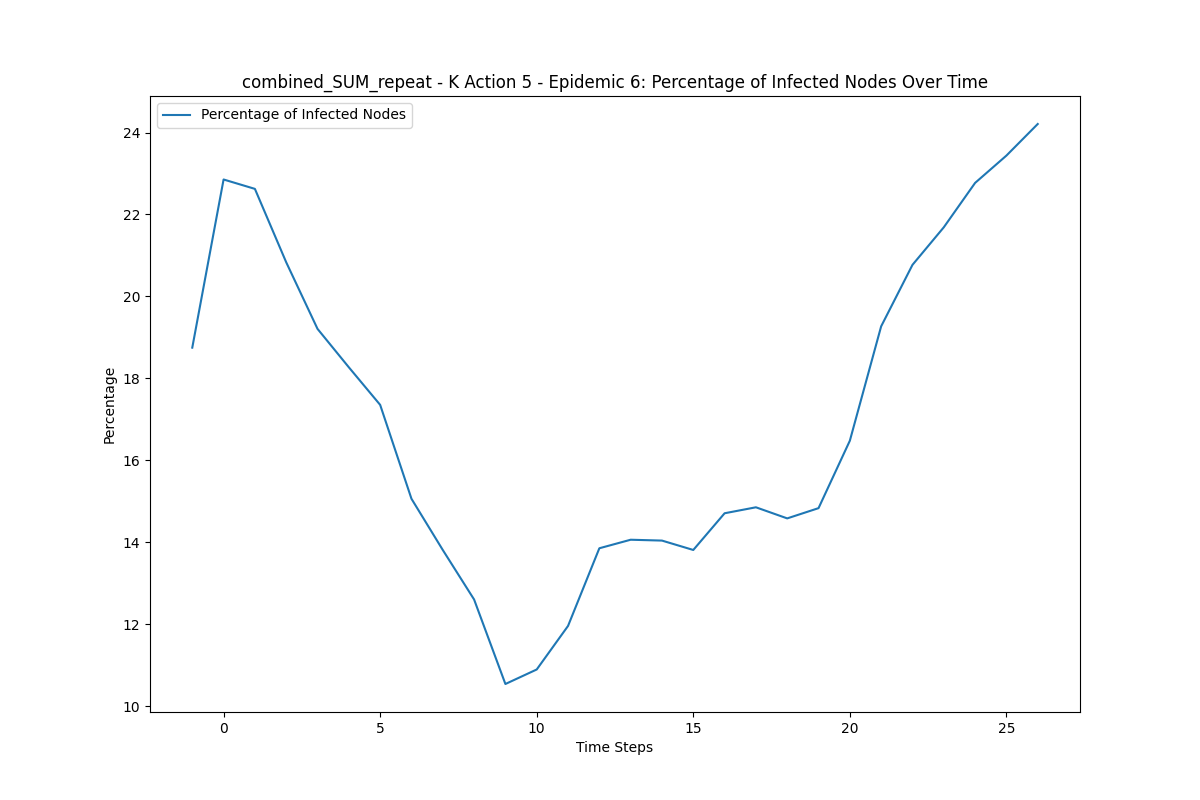 combined_SUM_repeat - K Action 5 - Epidemic 6: Percentage of Infected Nodes Over Time
Percentage of Infected Nodes
24
22
20
18
16
14
12
10
Percentage
0 5 10 15 20 25
Time Steps